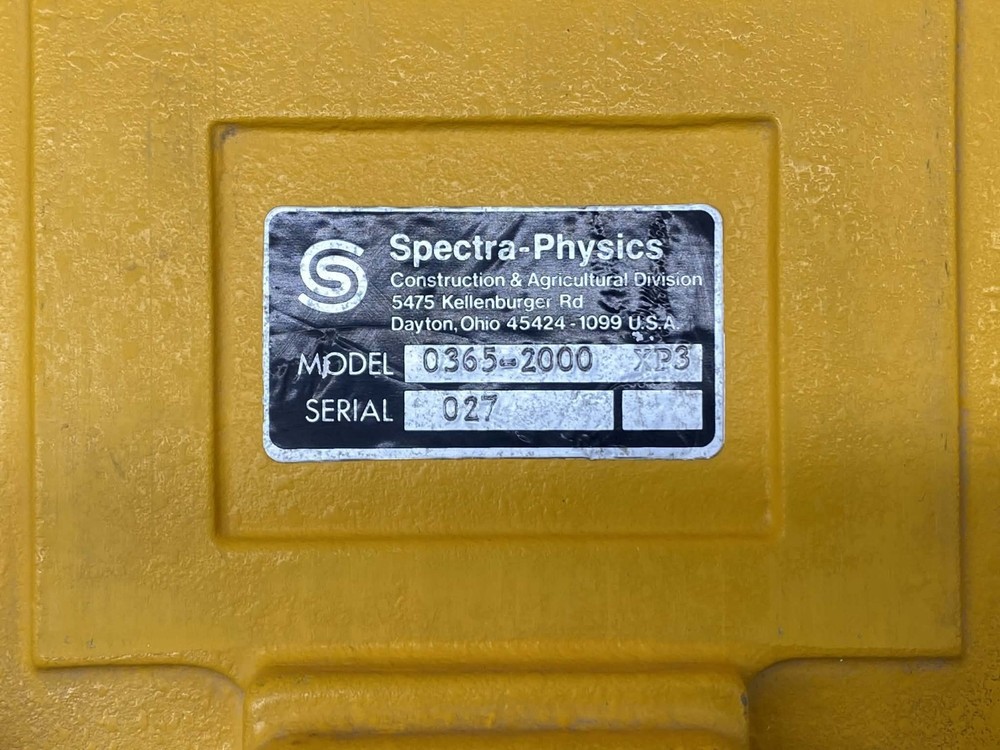 Spectra-Physics
Construction & Agricultural Division
5475 Kellenburger Rd
Dayton, Ohio 45424-1099 U.S.A.
MODEL 0365-2000 XP3
SERIAL 027